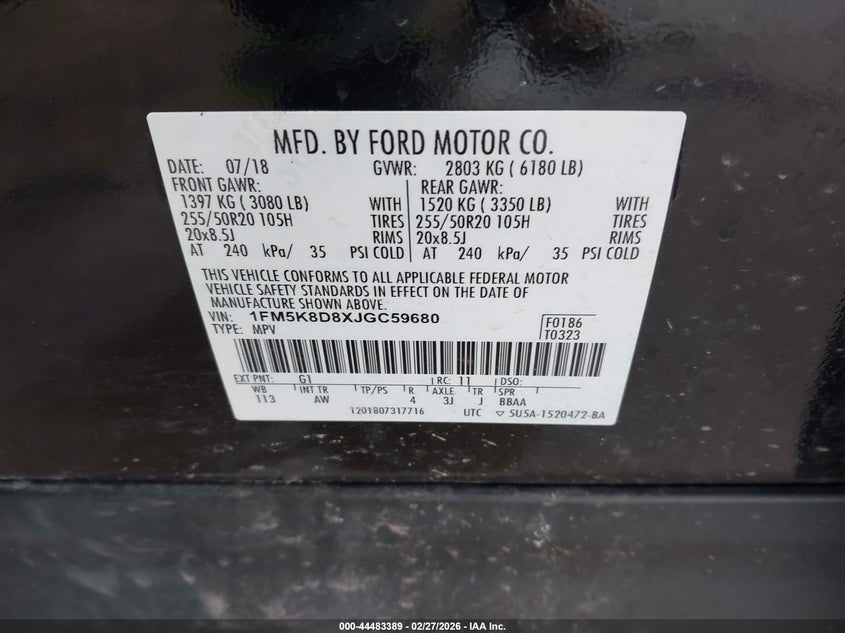 MFD. BY FORD MOTOR CO.
DATE: 07/18 GVWR: 2803 KG ( 6180 LB)
FRONT GAWR: REAR GAWR:
1397 KG ( 3080 LB) WITH 1520 KG ( 3350 LB) WITH
255/50R20 105H TIRES 255/50R20 105H TIRES
20x8.5J RIMS 20x8.5J RIMS
AT 240 kPa/ 35 PSI COLD AT 240 kPa/ 35 PSI COLD
THIS VEHICLE CONFORMS TO ALL APPLICABLE FEDERAL MOTOR
VEHICLE SAFETY STANDARDS IN EFFECT ON THE DATE OF
MANUFACTURE SHOWN ABOVE.
VIN: 1FM5K8D8XJGC59680 F0186
TYPE: MPV T0323
EXT PNT: G1 RC: 11 DSO:
WB INT TR TP/PS R AXLE TR SPR
113 AW 4 3J J BBAA
1201807317716 UTC ▽ 5U5A-1520472-BA
000-44483389 - 02/27/2026 - IAA Inc.